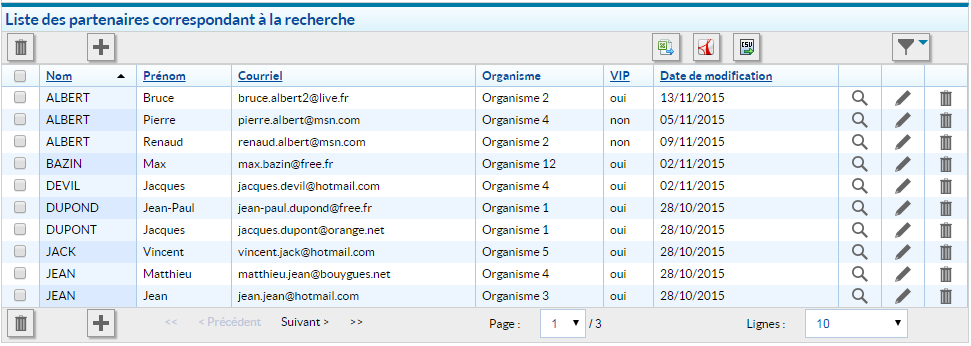 Liste des partenaires correspondant à la recherche
CSV
Nom Prénom Courriel Organisme VIP Date de modification
ALBERT Bruce bruce.albert2@live.fr Organisme 2 oui 13/11/2015
ALBERT Pierre pierre.albert@msn.com Organisme 4 non 05/11/2015
ALBERT Renaud renaud.albert@msn.com Organisme 2 non 09/11/2015
BAZIN Max max.bazin@free.fr Organisme 12 oui 02/11/2015
DEVIL Jacques jacques.devil@hotmail.com Organisme 4 oui 02/11/2015
DUPOND Jean-Paul jean-paul.dupond@free.fr Organisme 1 oui 28/10/2015
DUPONT Jacques jacques.dupont@orange.net Organisme 1 oui 28/10/2015
JACK Vincent vincent.jack@hotmail.com Organisme 5 oui 28/10/2015
JEAN Matthieu matthieu.jean@bouygues.net Organisme 4 oui 28/10/2015
JEAN Jean jean.jean@hotmail.com Organisme 3 oui 28/10/2015
<< < Précédent Suivant > >> Page : 1 / 3 Lignes : 10